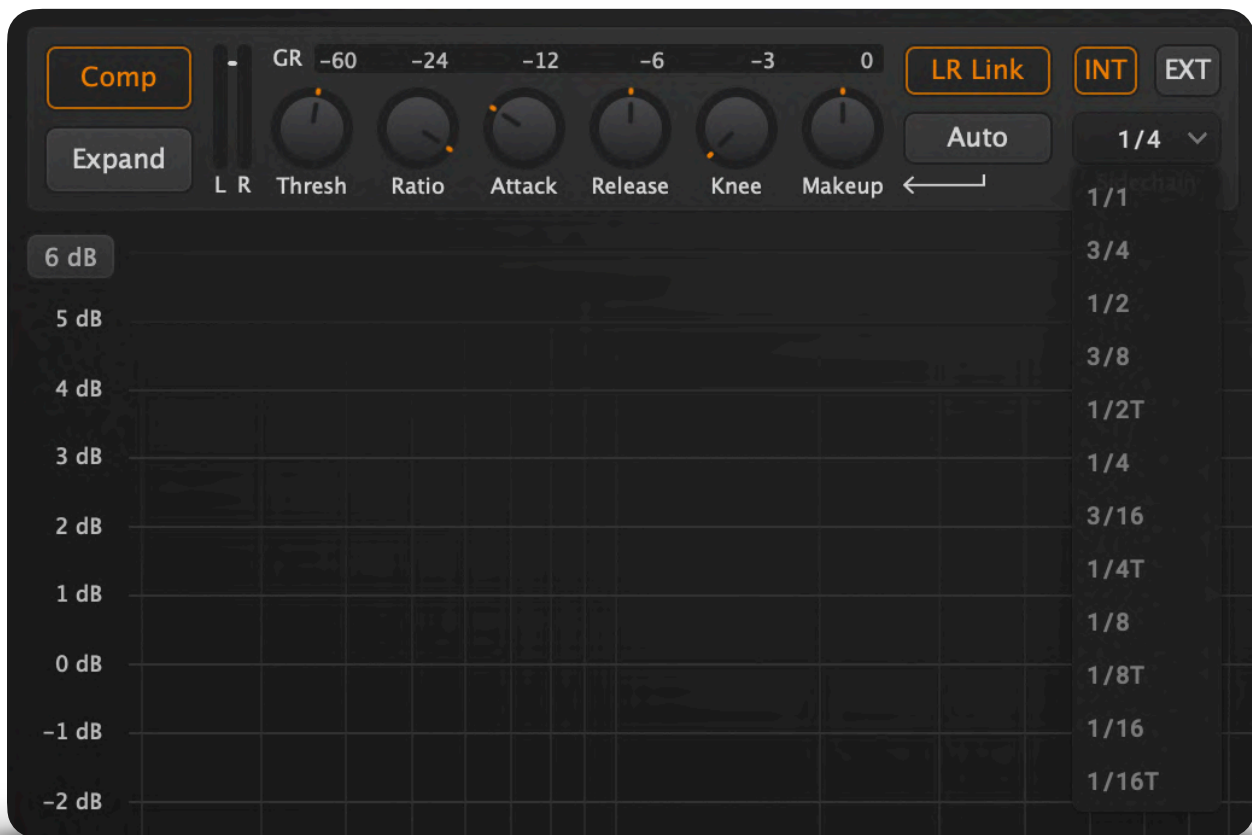 Comp
Expand
L R
GR -60 -24 -12 -6 -3 0
Thresh Ratio Attack Release Knee Makeup
LR Link
Auto
INT EXT
1/4
Sidechain
1/1
3/4
1/2
3/8
1/2T
1/4
3/16
1/4T
1/8
1/8T
1/16
1/16T
6 dB
5 dB
4 dB
3 dB
2 dB
1 dB
0 dB
-1 dB
-2 dB